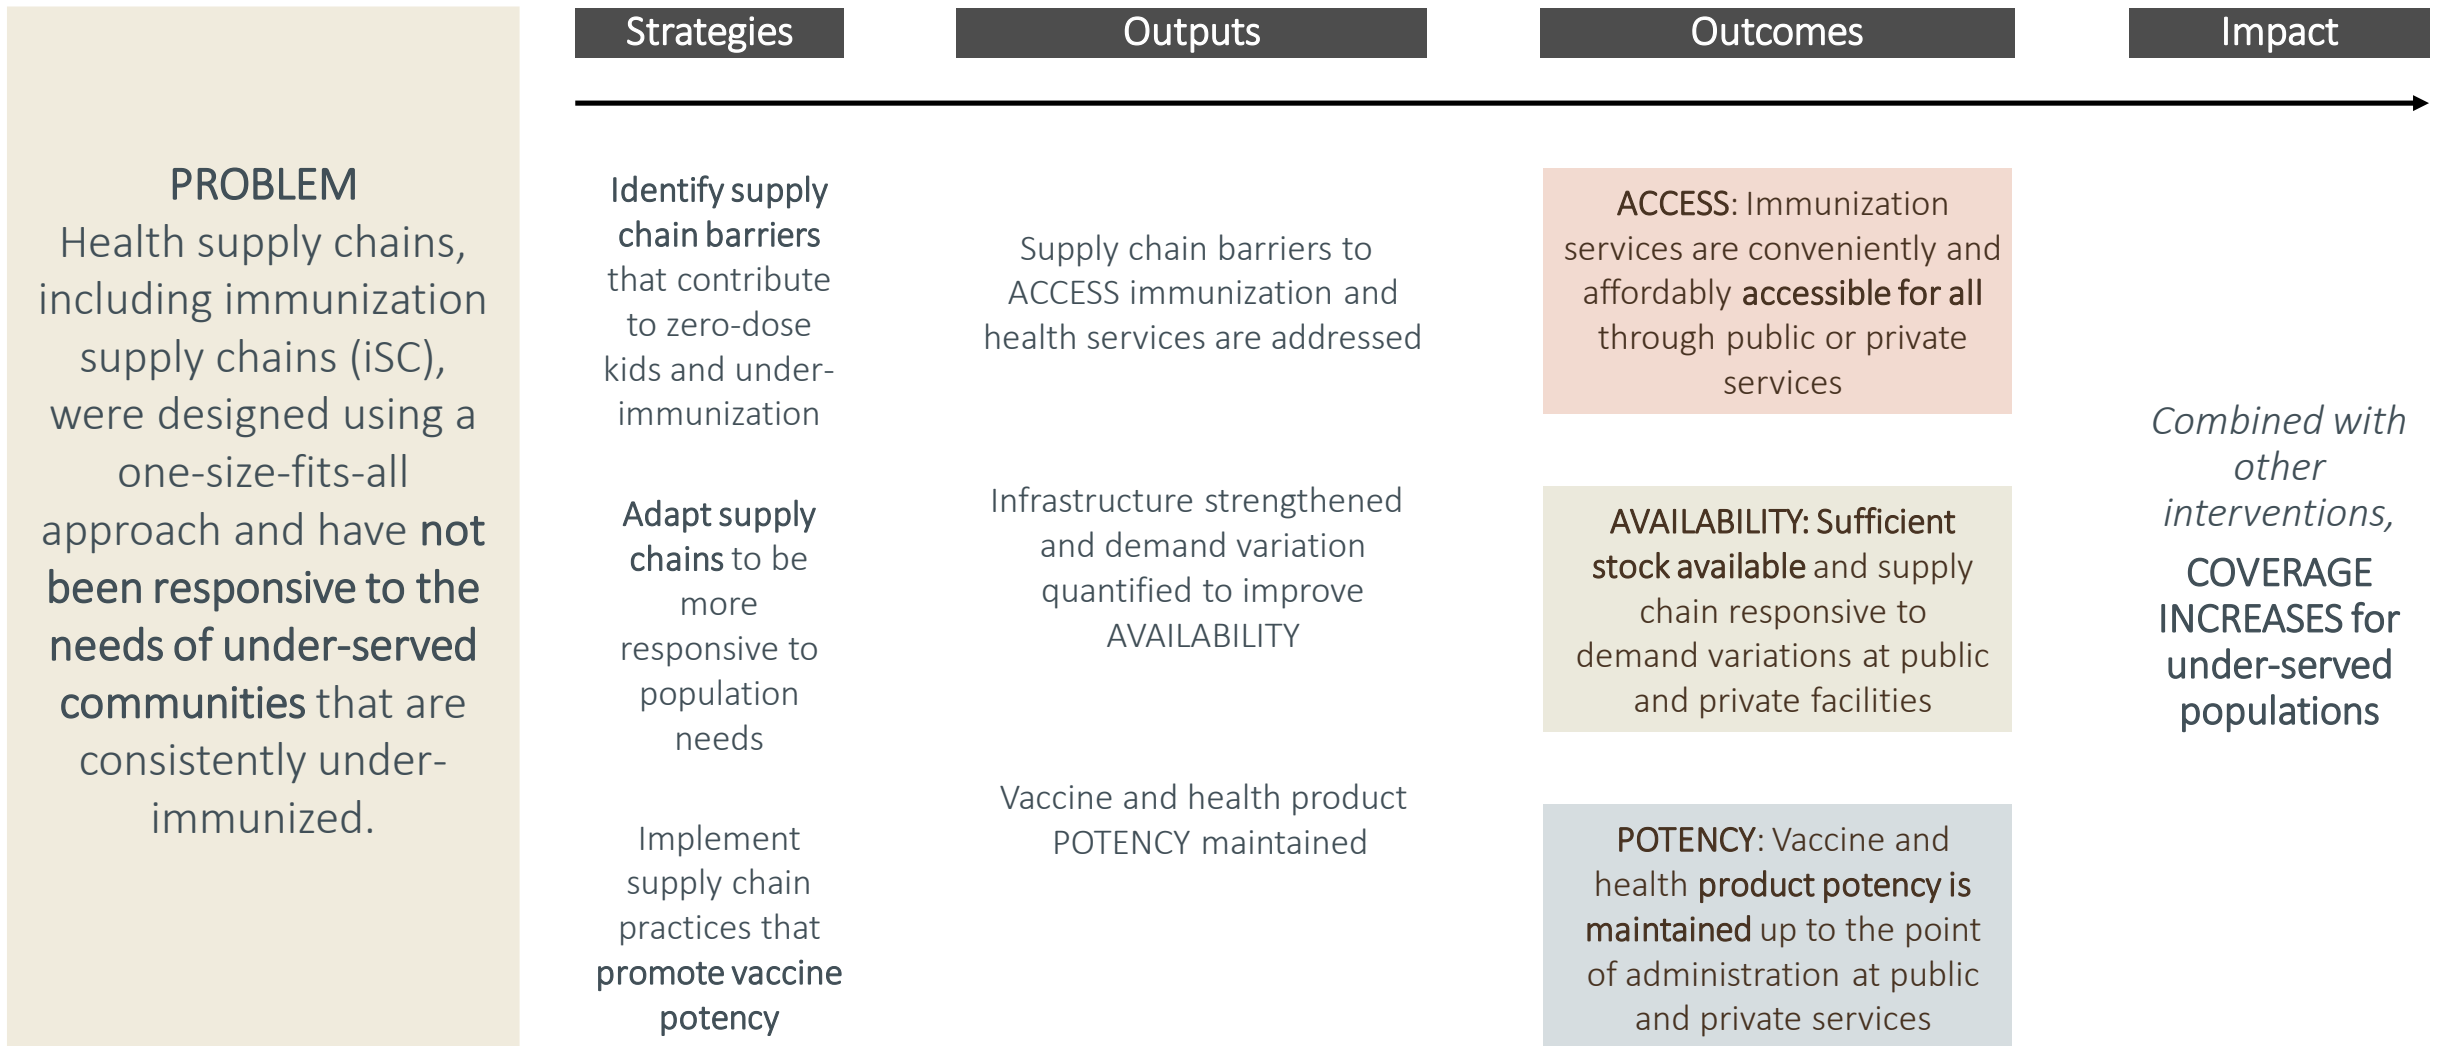 Strategies
Outputs
Outcomes
Impact
PROBLEM
Health supply chains,
including immunization
supply chains (iSC),
were designed using a
one-size-fits-all
approach and have not
been responsive to the
needs of under-served
communities that are
consistently under-
immunized.
Identify supply
chain barriers
that contribute
to zero-dose
kids and under-
immunization
Adapt supply
chains to be
more
responsive to
population
needs
Implement
supply chain
practices that
promote vaccine
potency
Supply chain barriers to
ACCESS immunization and
health services are addressed
Infrastructure strengthened
and demand variation
quantified to improve
AVAILABILITY
Vaccine and health product
POTENCY maintained
ACCESS: Immunization
services are conveniently and
affordably accessible for all
through public or private
services
AVAILABILITY: Sufficient
stock available and supply
chain responsive to
demand variations at public
and private facilities
POTENCY: Vaccine and
health product potency is
maintained up to the point
of administration at public
and private services
Combined with
other
interventions,
COVERAGE
INCREASES for
under-served
populations